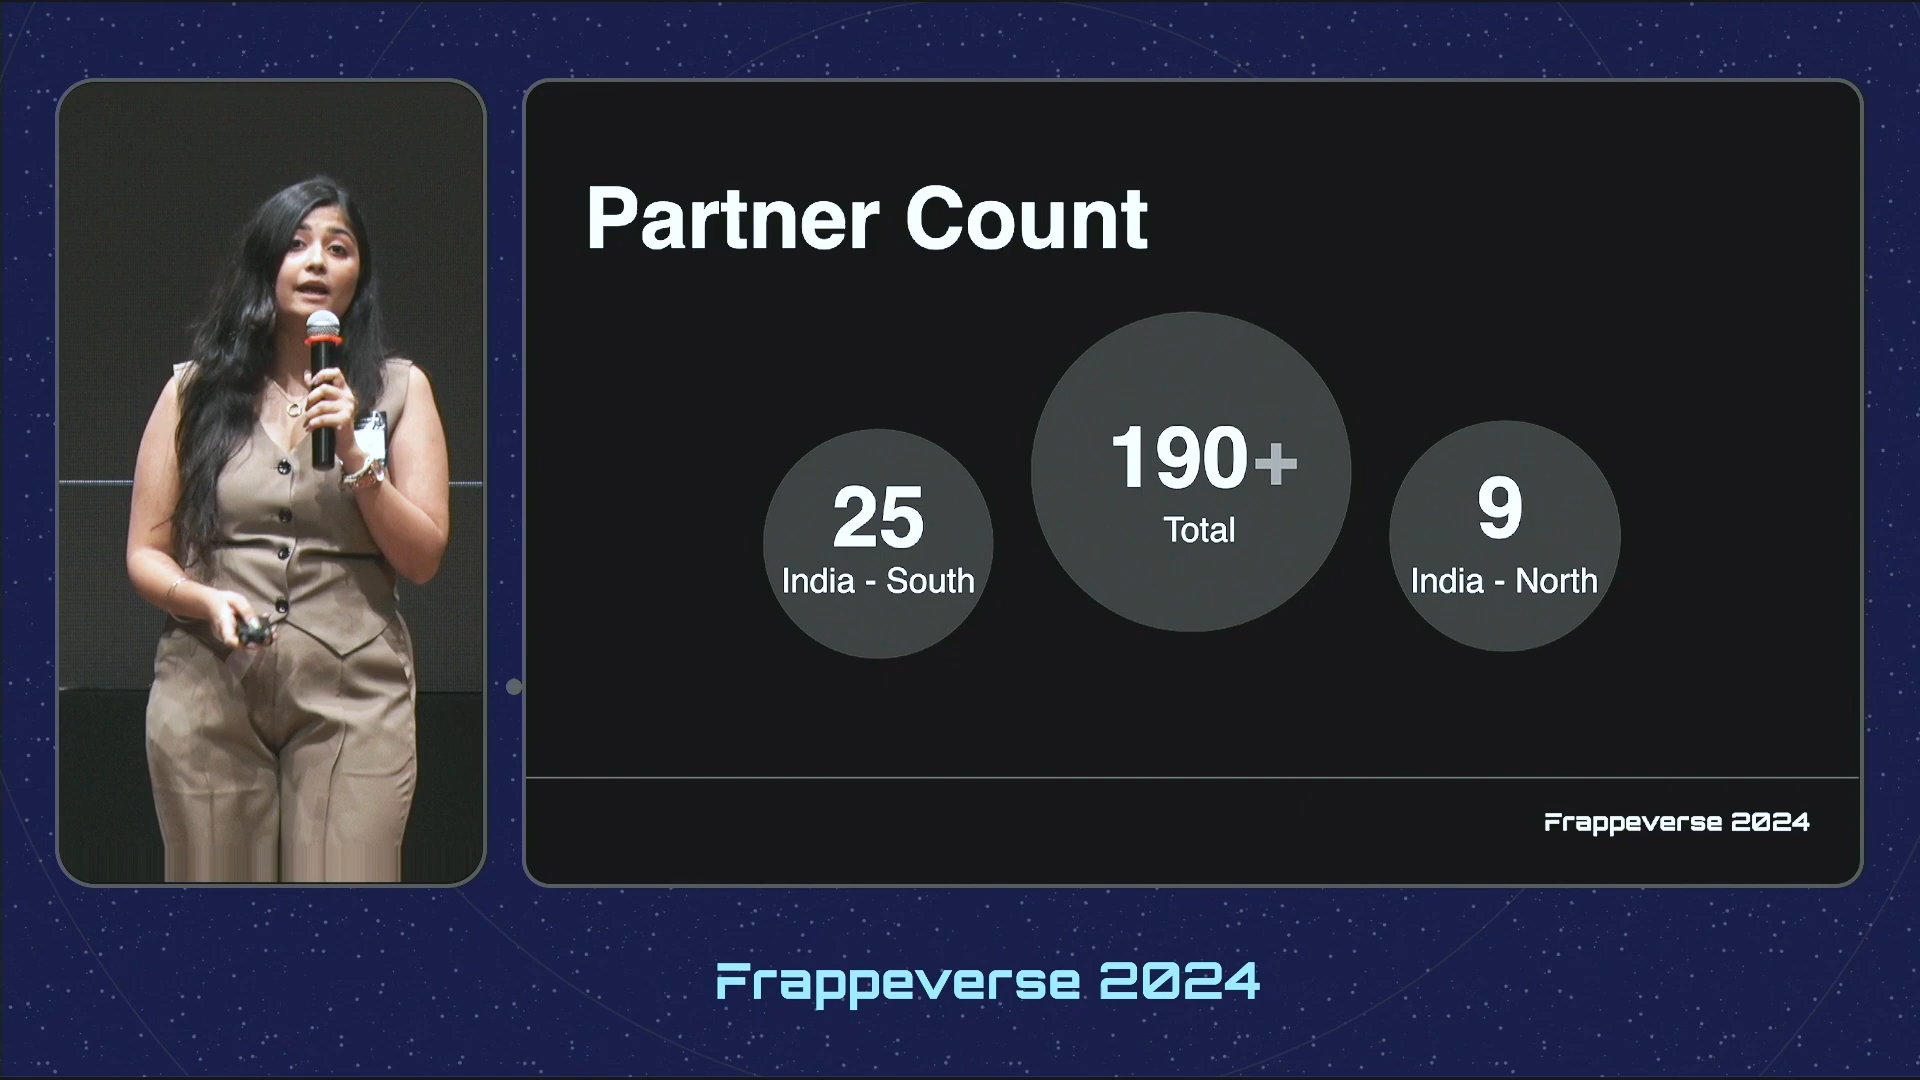 Partner Count
190+
Total
25
India - South
9
India - North
Frappeverse 2024
Frappeverse 2024